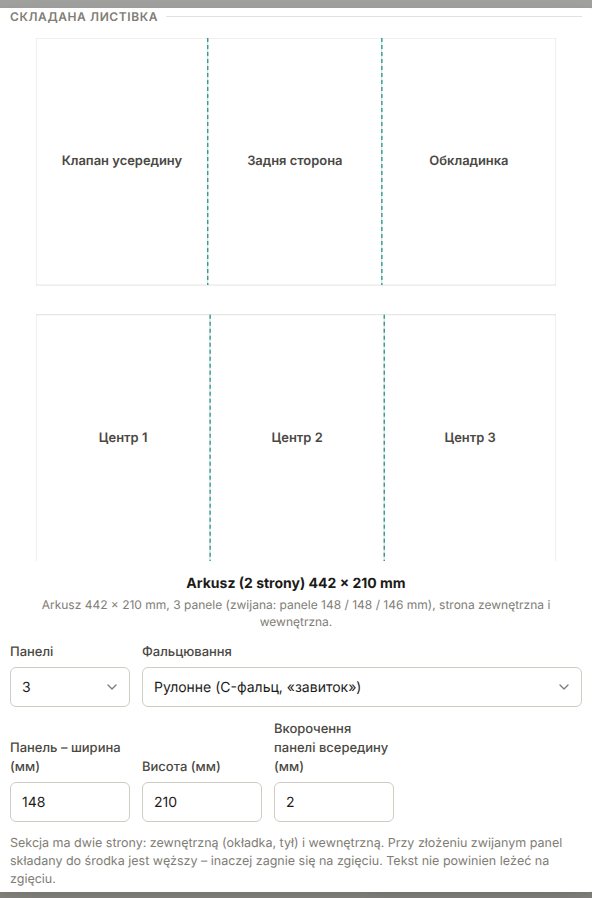 СКЛАДАНА ЛИСТІВКА
Клапан усередину
Задня сторона
Обкладинка
Центр 1
Центр 2
Центр 3
Arkusz (2 strony) 442 × 210 mm
Arkusz 442 × 210 mm, 3 panele (zwijana: panele 148 / 148 / 146 mm), strona zewnętrzna i
wewnętrzna.
Панелі
Фальцювання
3
Рулонне (C-фальц, «завиток»)
Панель – ширина
(мм)
Висота (мм)
Вкорочення
панелі всередину
(мм)
148
210
2
Sekcja ma dwie strony: zewnętrzną (okładka, tył) i wewnętrzną. Przy złożeniu zwijanym panel
składany do środka jest węższy – inaczej zagnie się na zgięciu. Tekst nie powinien leżeć na
zgięciu.